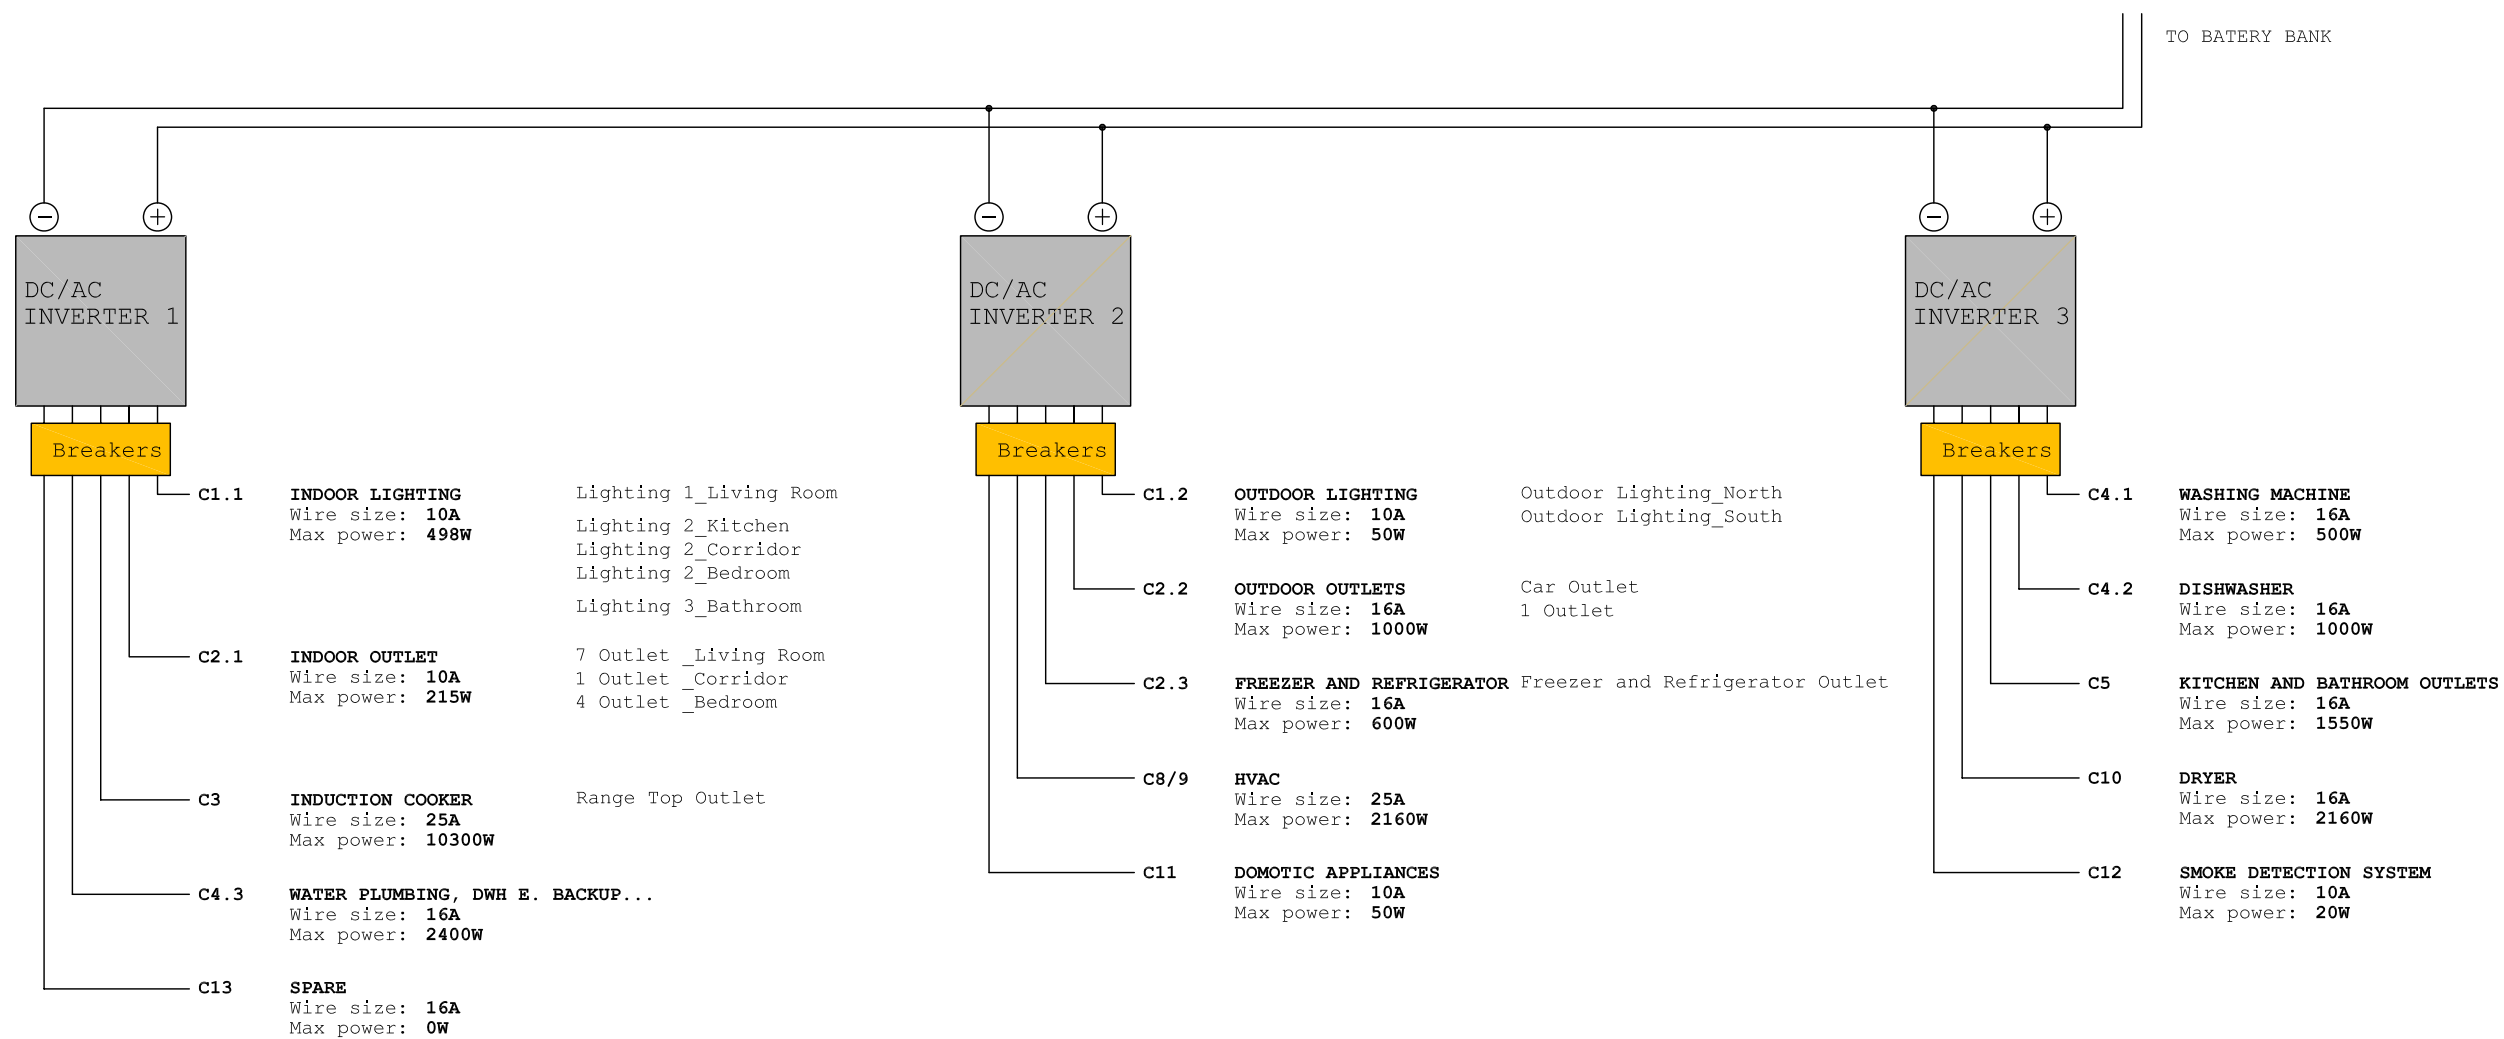 TO BATERY BANK
DC/AC
INVERTER 1
Breakers
C1.1
INDOOR LIGHTING
Wire size: 10A
Max power: 498W
Lighting 1_Living Room
Lighting 2_Kitchen
Lighting 2_Corridor
Lighting 2_Bedroom
Lighting 3_Bathroom
C2.1
INDOOR OUTLET
Wire size: 10A
Max power: 215W
7 Outlet _Living Room
1 Outlet _Corridor
4 Outlet _Bedroom
C3
INDUCTION COOKER
Wire size: 25A
Max power: 10300W
Range Top Outlet
C4.3
WATER PLUMBING, DWH E. BACKUP...
Wire size: 16A
Max power: 2400W
C13
SPARE
Wire size: 16A
Max power: 0W
DC/AC
INVERTER 2
Breakers
C1.2
OUTDOOR LIGHTING
Wire size: 10A
Max power: 50W
Outdoor Lighting_North
Outdoor Lighting_South
C2.2
OUTDOOR OUTLETS
Wire size: 16A
Max power: 1000W
Car Outlet
1 Outlet
C2.3
FREEZER AND REFRIGERATOR
Wire size: 16A
Max power: 600W
Freezer and Refrigerator Outlet
C8/9
HVAC
Wire size: 25A
Max power: 2160W
C11
DOMOTIC APPLIANCES
Wire size: 10A
Max power: 50W
DC/AC
INVERTER 3
Breakers
C4.1
WASHING MACHINE
Wire size: 16A
Max power: 500W
C4.2
DISHWASHER
Wire size: 16A
Max power: 1000W
C5
KITCHEN AND BATHROOM OUTLETS
Wire size: 16A
Max power: 1550W
C10
DRYER
Wire size: 16A
Max power: 2160W
C12
SMOKE DETECTION SYSTEM
Wire size: 10A
Max power: 20W